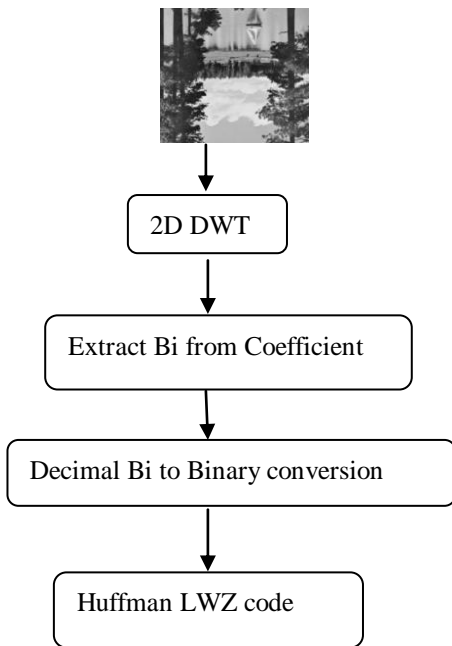 2D DWT
Extract Bi from Coefficient
Decimal Bi to Binary conversion
Huffman LWZ code